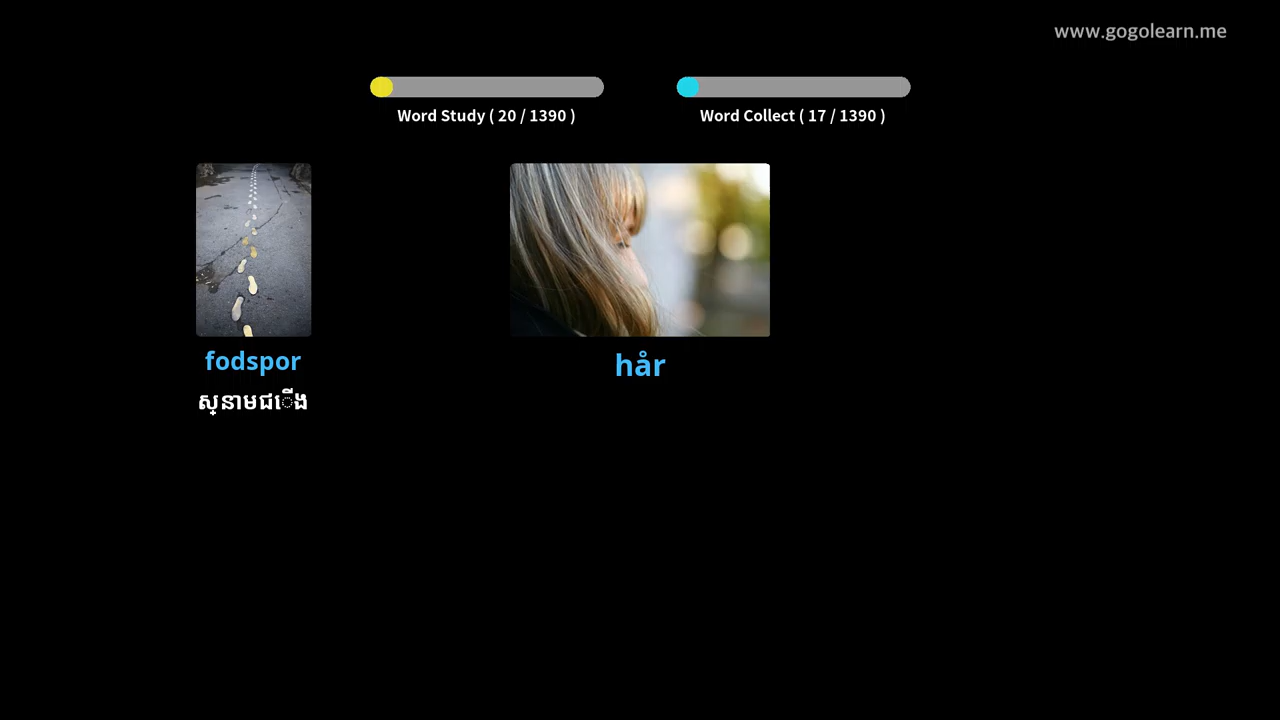 www.gogolearn.me
Word Study ( 20 / 1390 )
Word Collect ( 17 / 1390 )
fodspor
hår
ស្នាមជើង